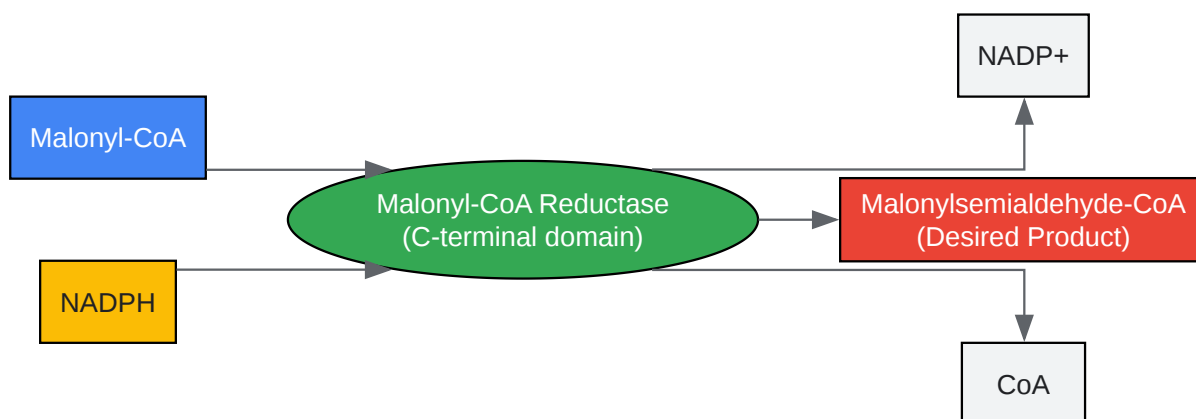 NADP+
Malonyl-CoA
Malonyl-CoA Reductase
(C-terminal domain)
Malonylsemialdehyde-CoA
(Desired Product)
NADPH
CoA